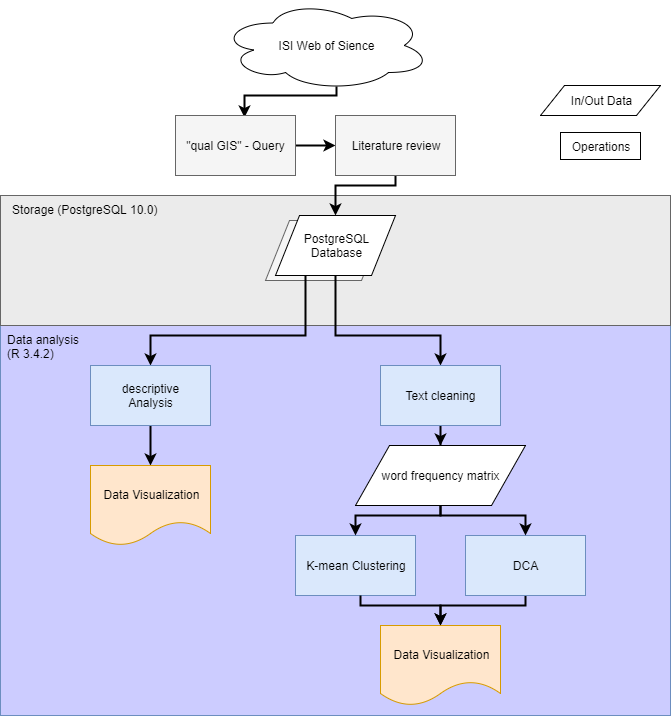 ISI Web of Sience
In/Out Data
"qual GIS" - Query
Literature review
Operations
Storage (PostgreSQL 10.0)
PostgreSQL
Database
Data analysis
(R 3.4.2)
descriptive
Analysis
Text cleaning
Data Visualization
word frequency matrix
K-mean Clustering
DCA
Data Visualization